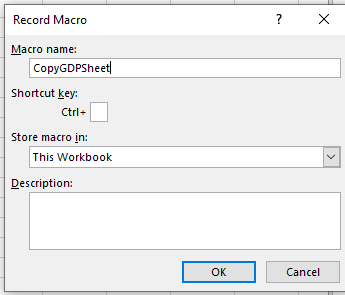 Record Macro
Macro name:
CopyGDPSheet
Shortcut key:
Ctrl+
Store macro in:
This Workbook
Description:
OK Cancel